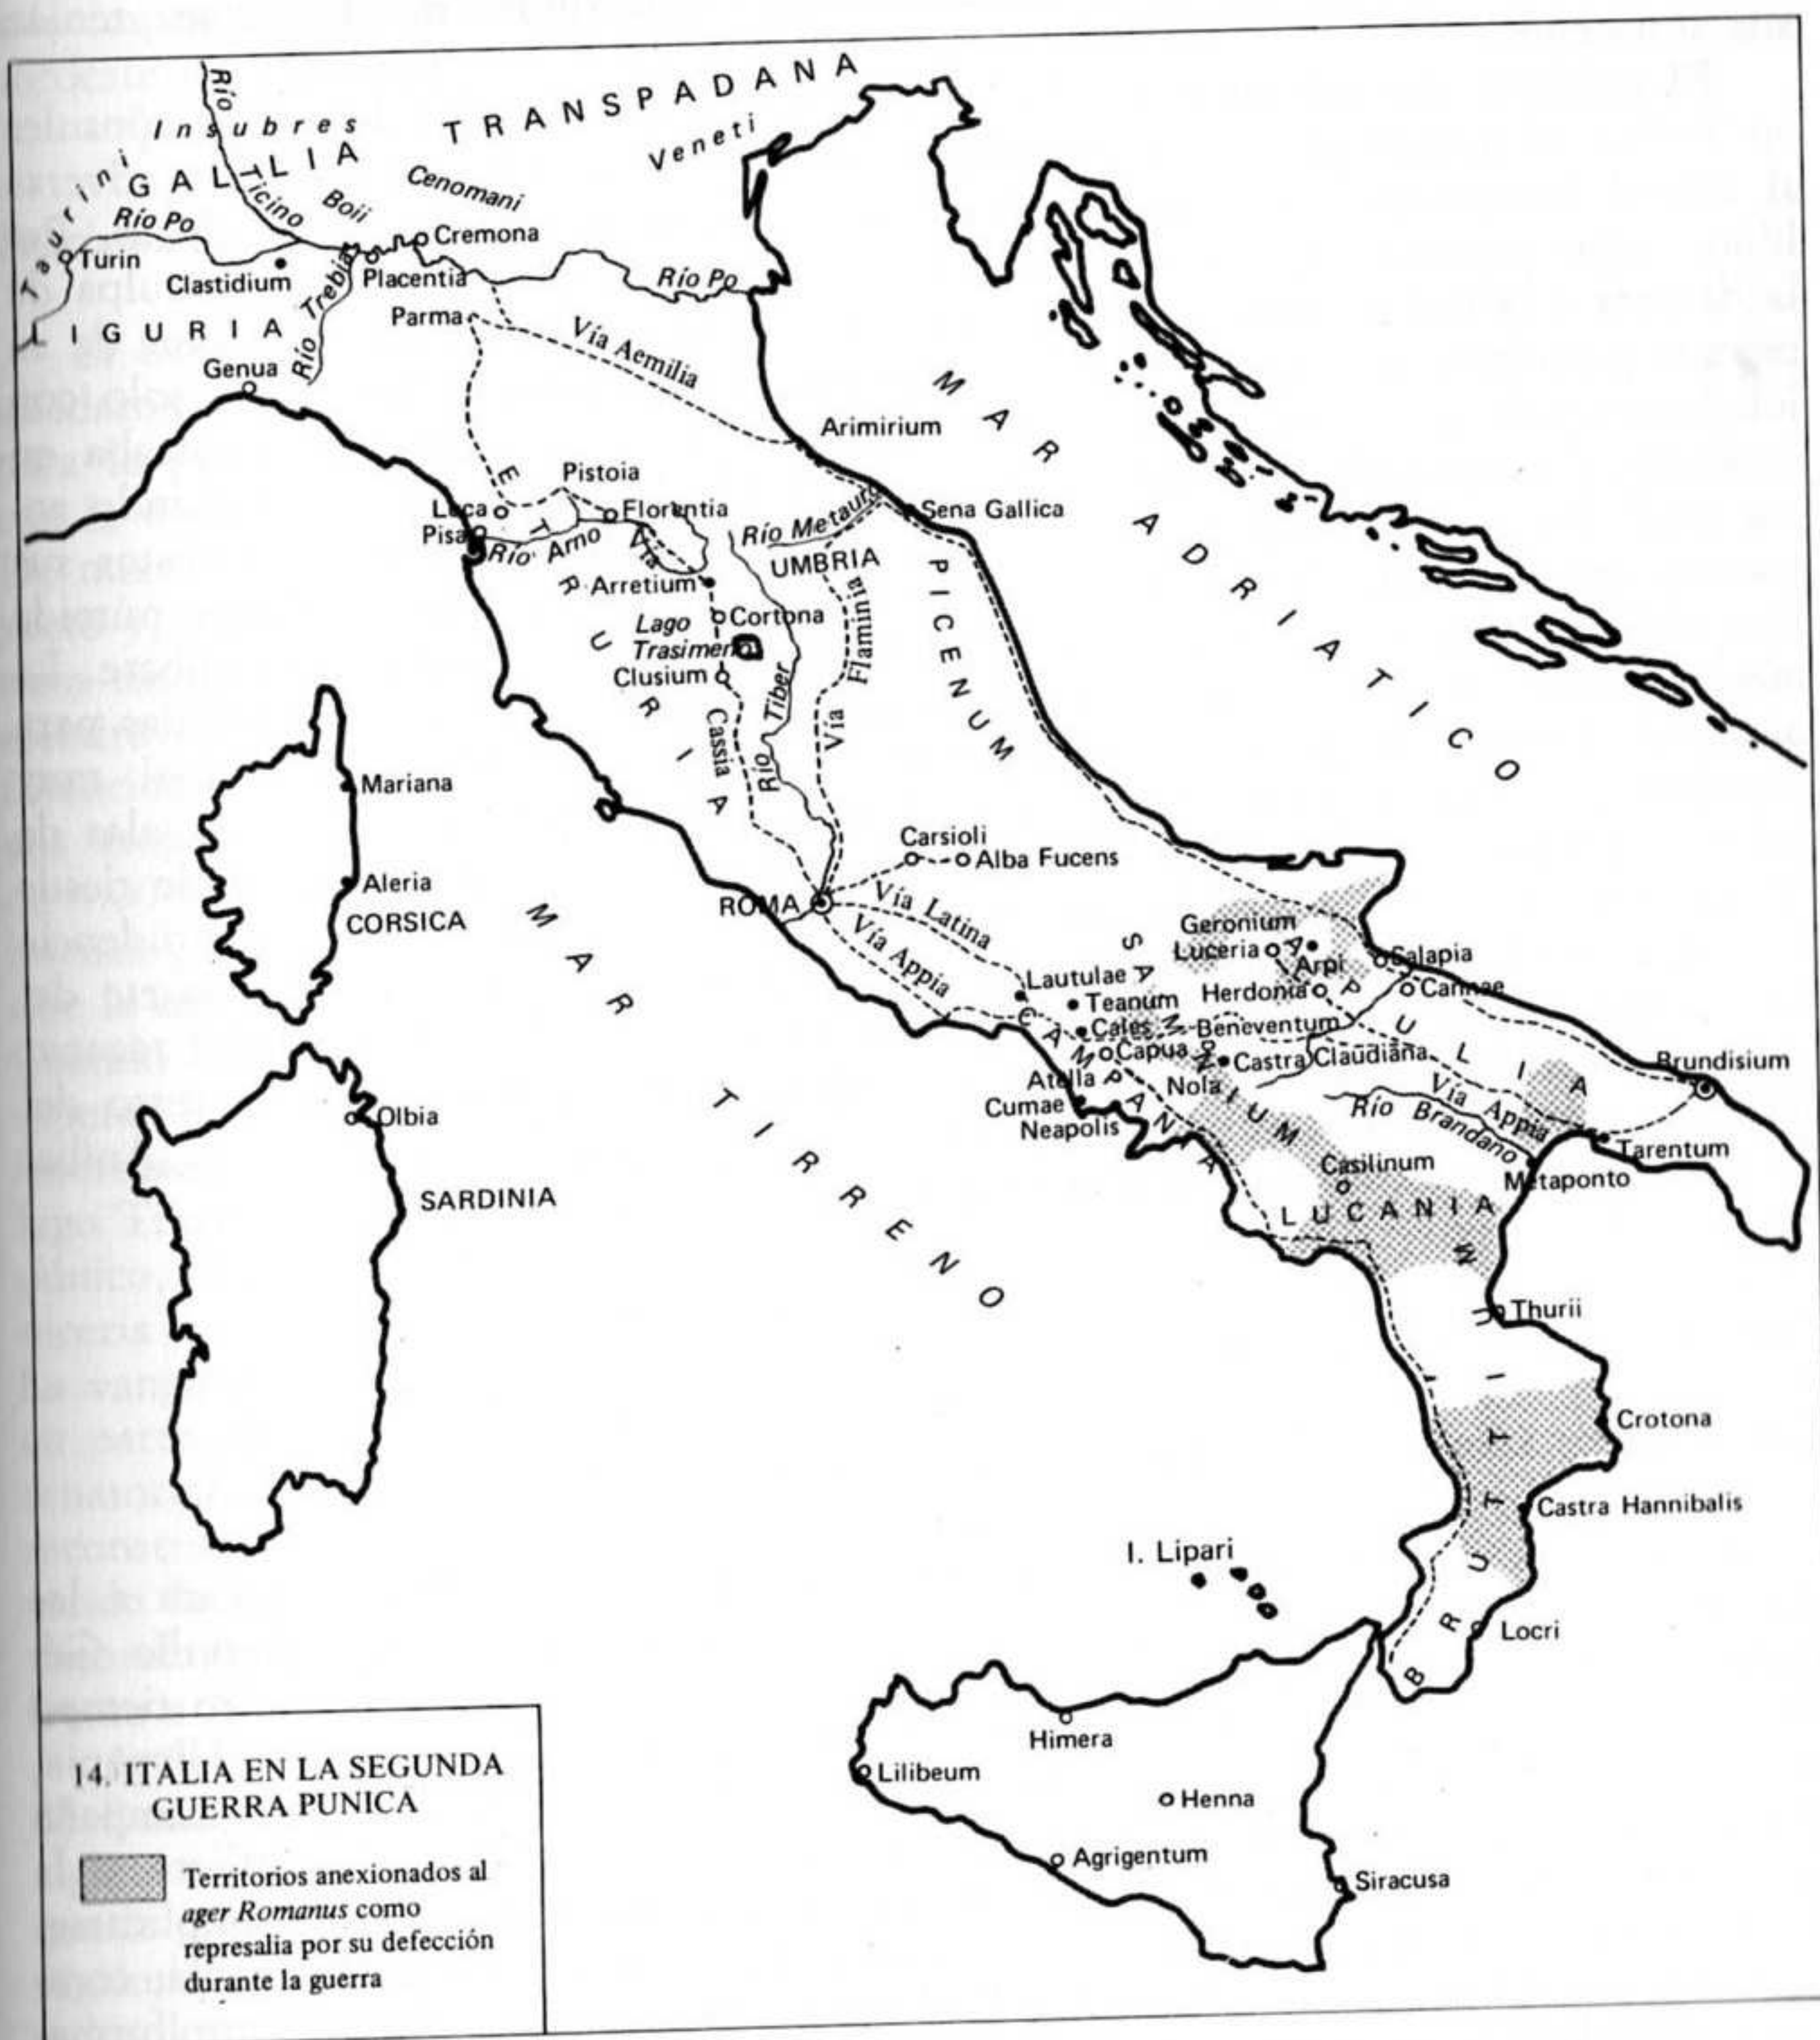 TRANSPADANA
Río Ticino
Insubres
GALLIA
Veneti
Taurini
Boii
Cenomani
Río Po
Cremona
Turin
Clastidium
Placentia
Río Po
Río Trebia
LIGURIA
Parma
Vía Aemilia
Genua
MAR ADRIATICO
Arimirium
ETRURIA
Pistoia
Luca
Florentia
Sena Gallica
Pisa
Río Arno
Vía
Río Metauro
UMBRIA
PICENUM
Arretium
Cortona
Lago
Trasimeno
Clusium
Cassia
Río Tiber
Vía Flaminia
Mariana
Aleria
CORSICA
Carsioli
Alba Fucens
ROMA
Vía Latina
Vía Appia
MAR TIRRENO
SAMNIUM
Geronium
Luceria
Arpi
Salapia
APULIA
Lautulae
Teanum
Herdonia
Cannae
CAMPANIA
Cales
Beneventum
Capua
Castra Claudiana
Brundisium
Atella
Nola
Cumae
Neapolis
Vía Appia
Río Brandano
Tarentum
Metaponto
Casilinum
LUCANIA
Olbia
SARDINIA
Thurii
BRUTTIUM
Crotona
Castra Hannibalis
I. Lipari
Locri
Himera
Lilibeum
Henna
Agrigentum
Siracusa
14. ITALIA EN LA SEGUNDA
GUERRA PUNICA
Territorios anexionados al
ager Romanus como
represalia por su defección
durante la guerra